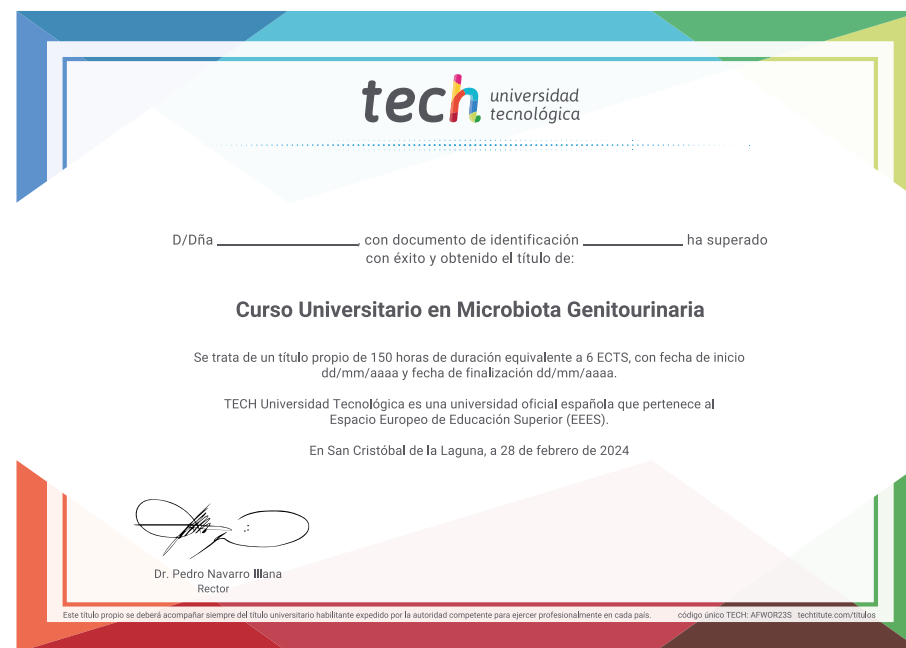 tech universidad
tecnológica
D/Dña ____________________, con documento de identificación ______________ ha superado
con éxito y obtenido el título de:
Curso Universitario en Microbiota Genitourinaria
Se trata de un título propio de 150 horas de duración equivalente a 6 ECTS, con fecha de inicio
dd/mm/aaaa y fecha de finalización dd/mm/aaaa.
TECH Universidad Tecnológica es una universidad oficial española que pertenece al
Espacio Europeo de Educación Superior (EEES).
En San Cristóbal de la Laguna, a 28 de febrero de 2024
Dr. Pedro Navarro Illana
Rector
Este título propio se deberá acompañar siempre del título universitario habilitante expedido por la autoridad competente para ejercer profesionalmente en cada país. código único TECH: AFWOR23S techtitute.com/títulos